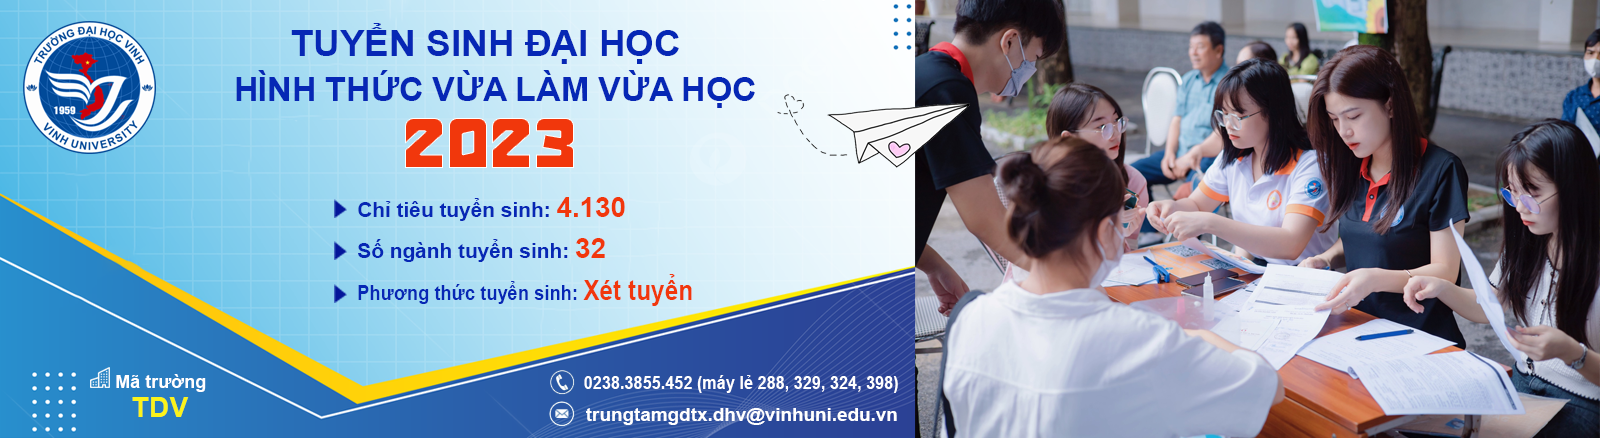 TRƯỜNG ĐẠI HỌC VINH
1959
VINH UNIVERSITY
TUYỂN SINH ĐẠI HỌC
HÌNH THỨC VỪA LÀM VỪA HỌC
2023
Chỉ tiêu tuyển sinh: 4.130
Số ngành tuyển sinh: 32
Phương thức tuyển sinh: Xét tuyển
Mã trường
TDV
0238.3855.452 (máy lẻ 288, 329, 324, 398)
trungtamgdtx.dhv@vinhuni.edu.vn